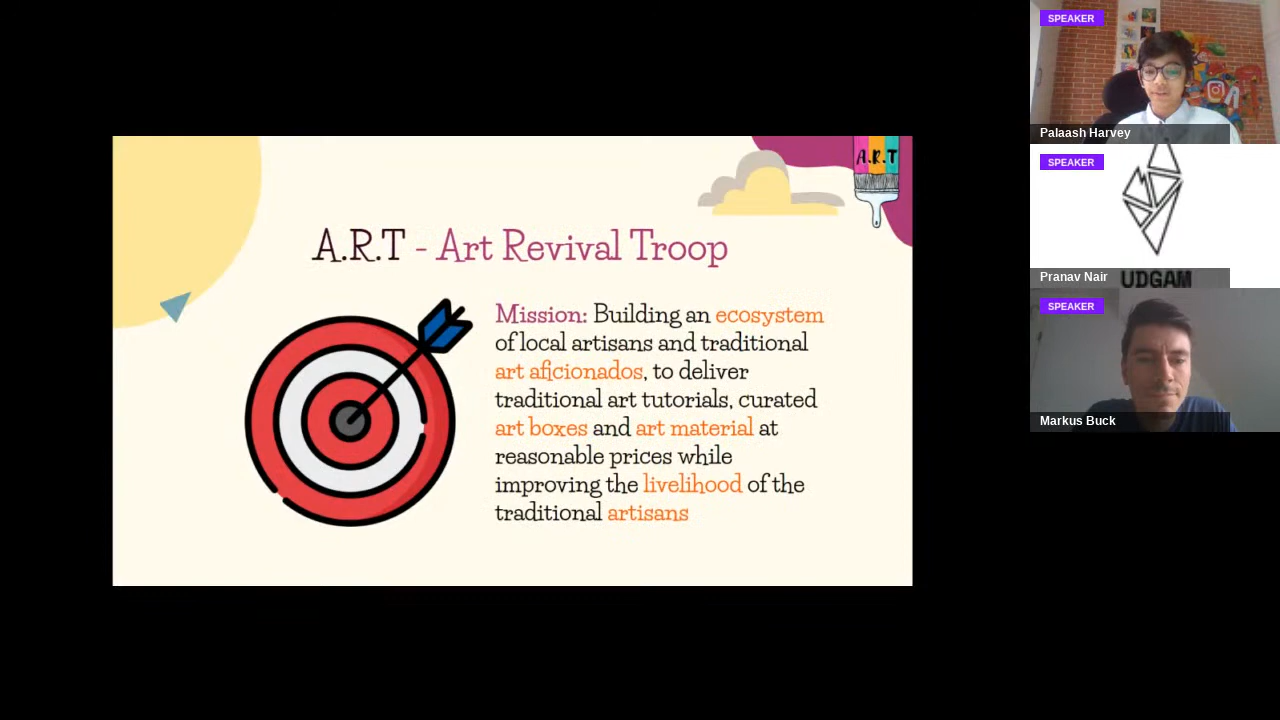 A.R.T
A.R.T - Art Revival Troop
Mission: Building an ecosystem
of local artisans and traditional
art aficionados, to deliver
traditional art tutorials, curated
art boxes and art material at
reasonable prices while
improving the livelihood of the
traditional artisans
SPEAKER
Palaash Harvey
SPEAKER
Pranav Nair
UDGAM
SPEAKER
Markus Buck